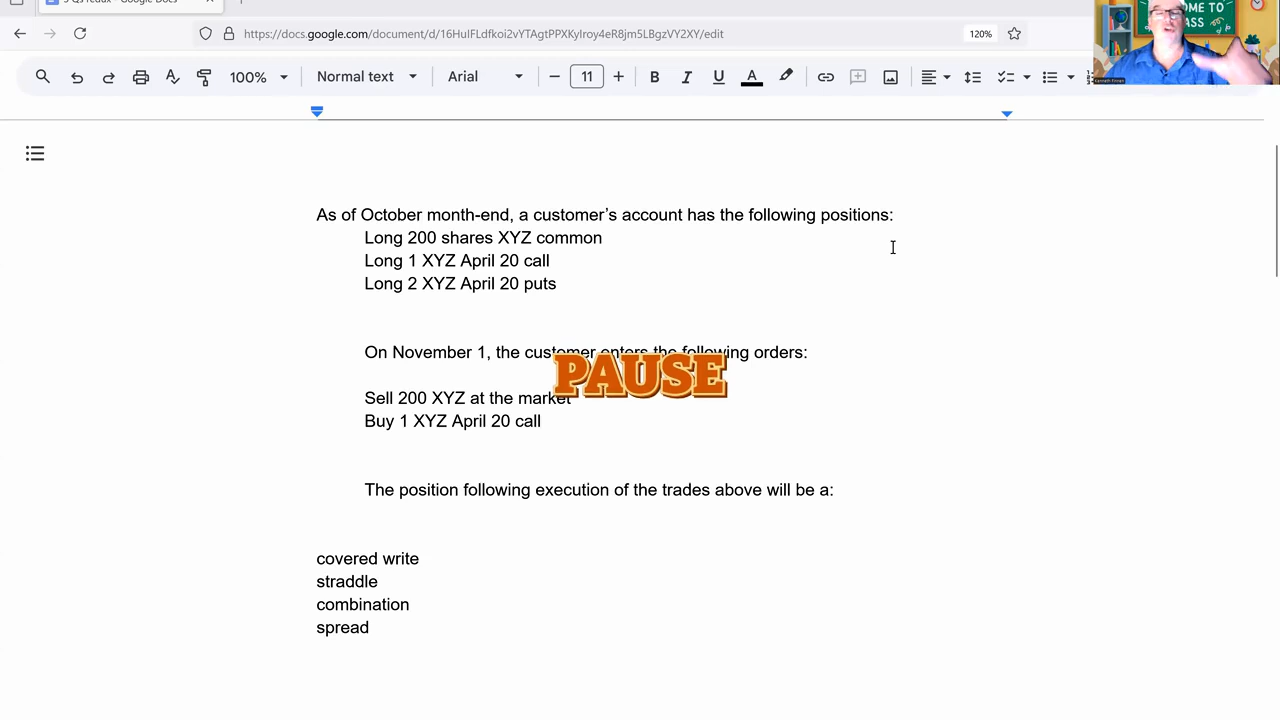 https://docs.google.com/document/d/16HuIFLdfkoi2vYTAgtPPXKyIroy4eR8jm5LBgzVY2XY/edit
120%
100%
Normal text
Arial
11
B I U A
As of October month-end, a customer’s account has the following positions:
Long 200 shares XYZ common
Long 1 XYZ April 20 call
Long 2 XYZ April 20 puts
On November 1, the customer enters the following orders:
PAUSE
Sell 200 XYZ at the market
Buy 1 XYZ April 20 call
The position following execution of the trades above will be a:
covered write
straddle
combination
spread